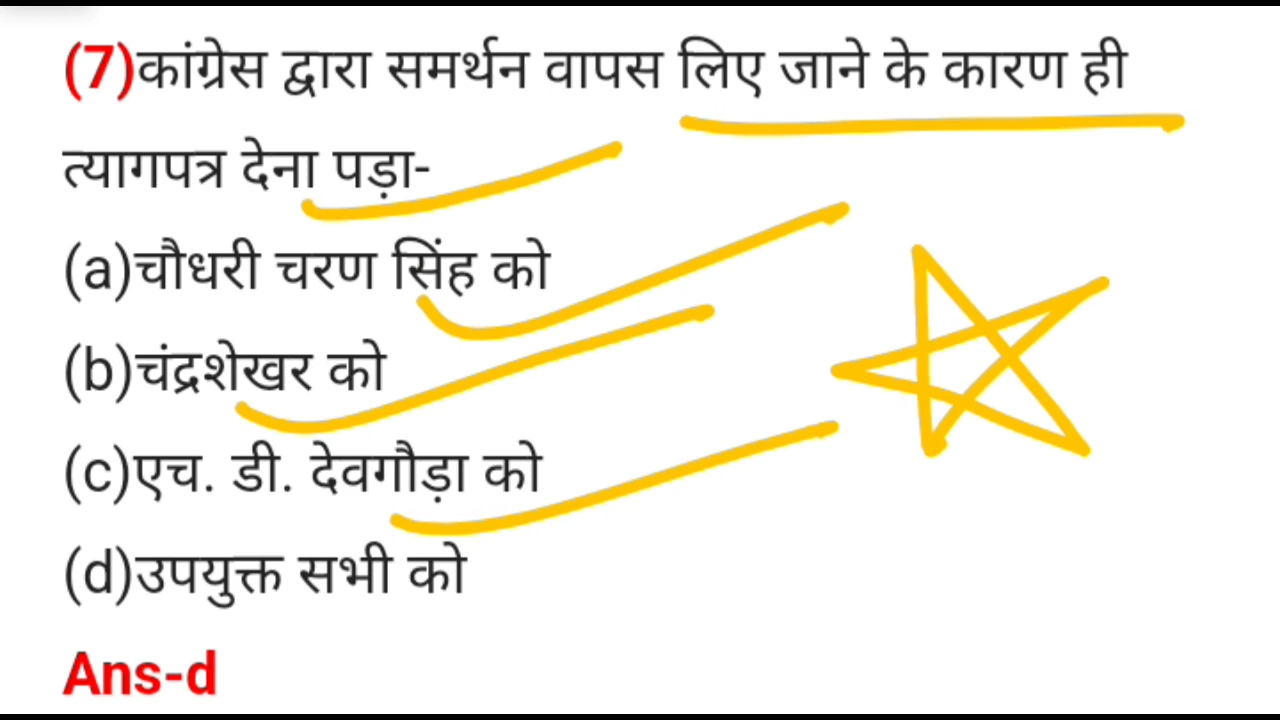 (7)कांग्रेस द्वारा समर्थन वापस लिए जाने के कारण ही
त्यागपत्र देना पड़ा-
(a)चौधरी चरण सिंह को
(b)चंद्रशेखर को
(c)एच. डी. देवगौड़ा को
(d)उपयुक्त सभी को
Ans-d